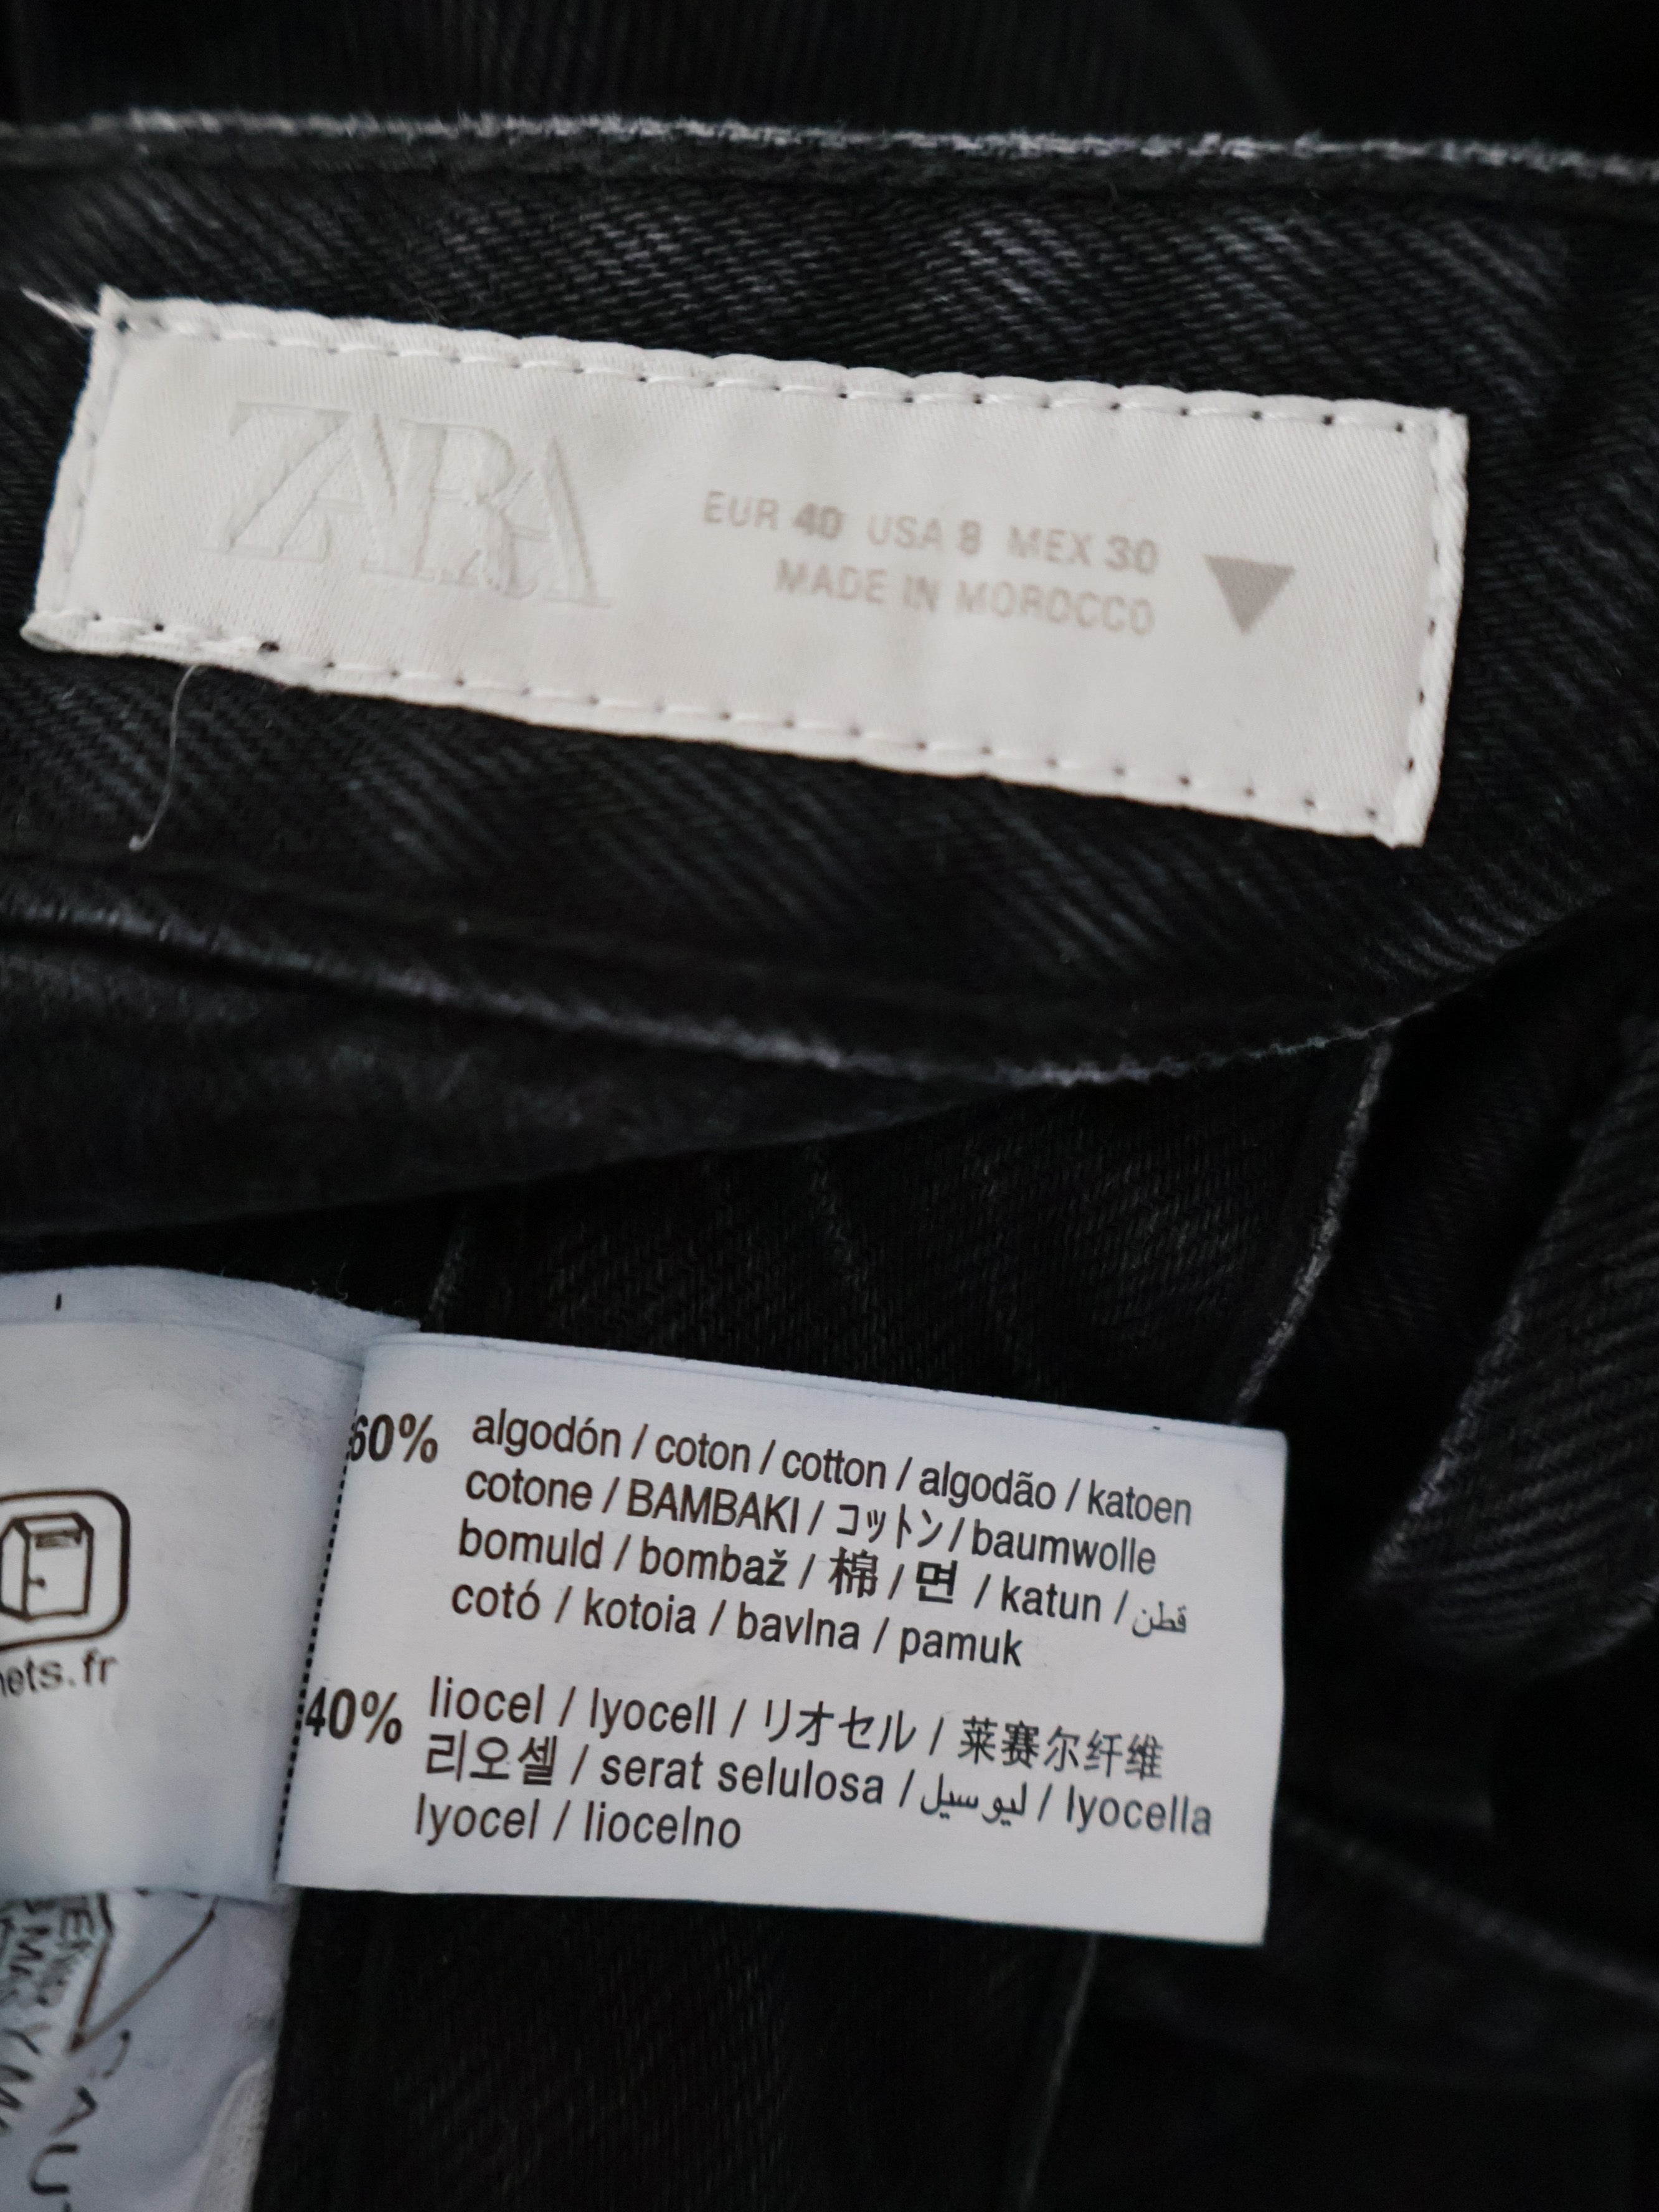 ZARA
EUR 40 USA 8 MEX 30
MADE IN MOROCCO
60% algodón / coton / cotton / algodão / katoen
cotone / BAMBAKI / コットン / baumwolle
bomuld / bombaž / 棉 / 면 / katun / قطن
cotó / kotoia / bavlna / pamuk
40% liocel / lyocell / リオセル / 莱赛尔纤维
리오셀 / serat selulosa / ليوسيل / lyocella
lyocel / liocelno
ets.fr